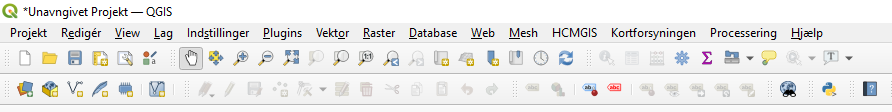 *Unavngivet Projekt — QGIS
Projekt Redigér View Lag Indstillinger Plugins Vektor Raster Database Web Mesh HCMGIS Kortforsyningen Processering Hjælp